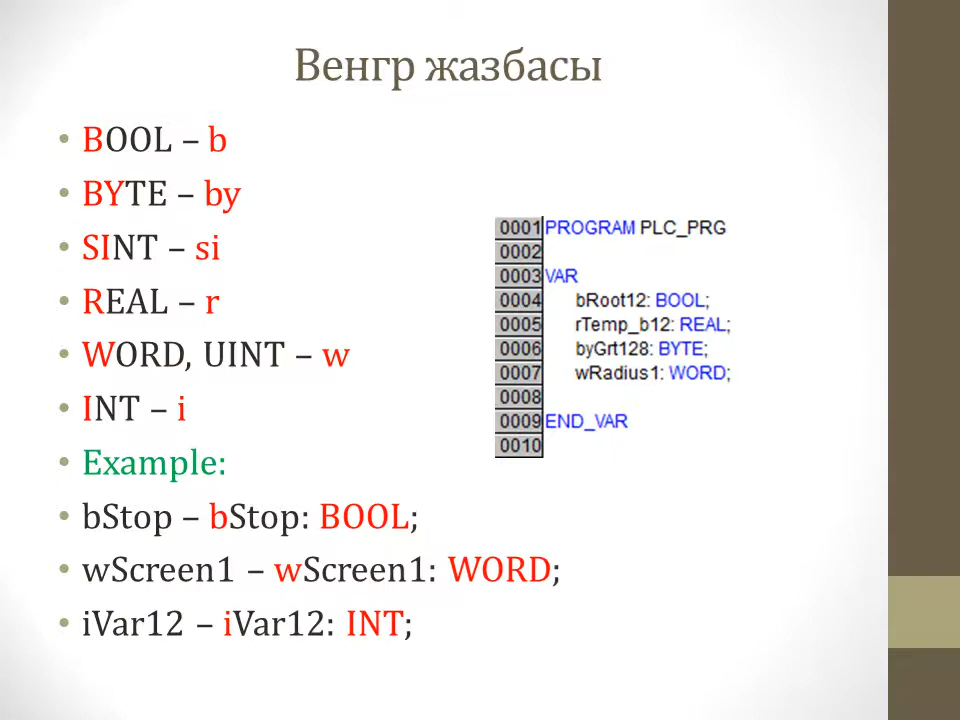 Венгр жазбасы
• BOOL – b
• BYTE – by
• SINT – si
• REAL – r
• WORD, UINT – w
• INT – i
• Example:
• bStop – bStop: BOOL;
• wScreen1 – wScreen1: WORD;
• iVar12 – iVar12: INT;
0001 PROGRAM PLC_PRG
0002
0003 VAR
0004 bRoot12: BOOL;
0005 rTemp_b12: REAL;
0006 byGrt128: BYTE;
0007 wRadius1: WORD;
0008
0009 END_VAR
0010